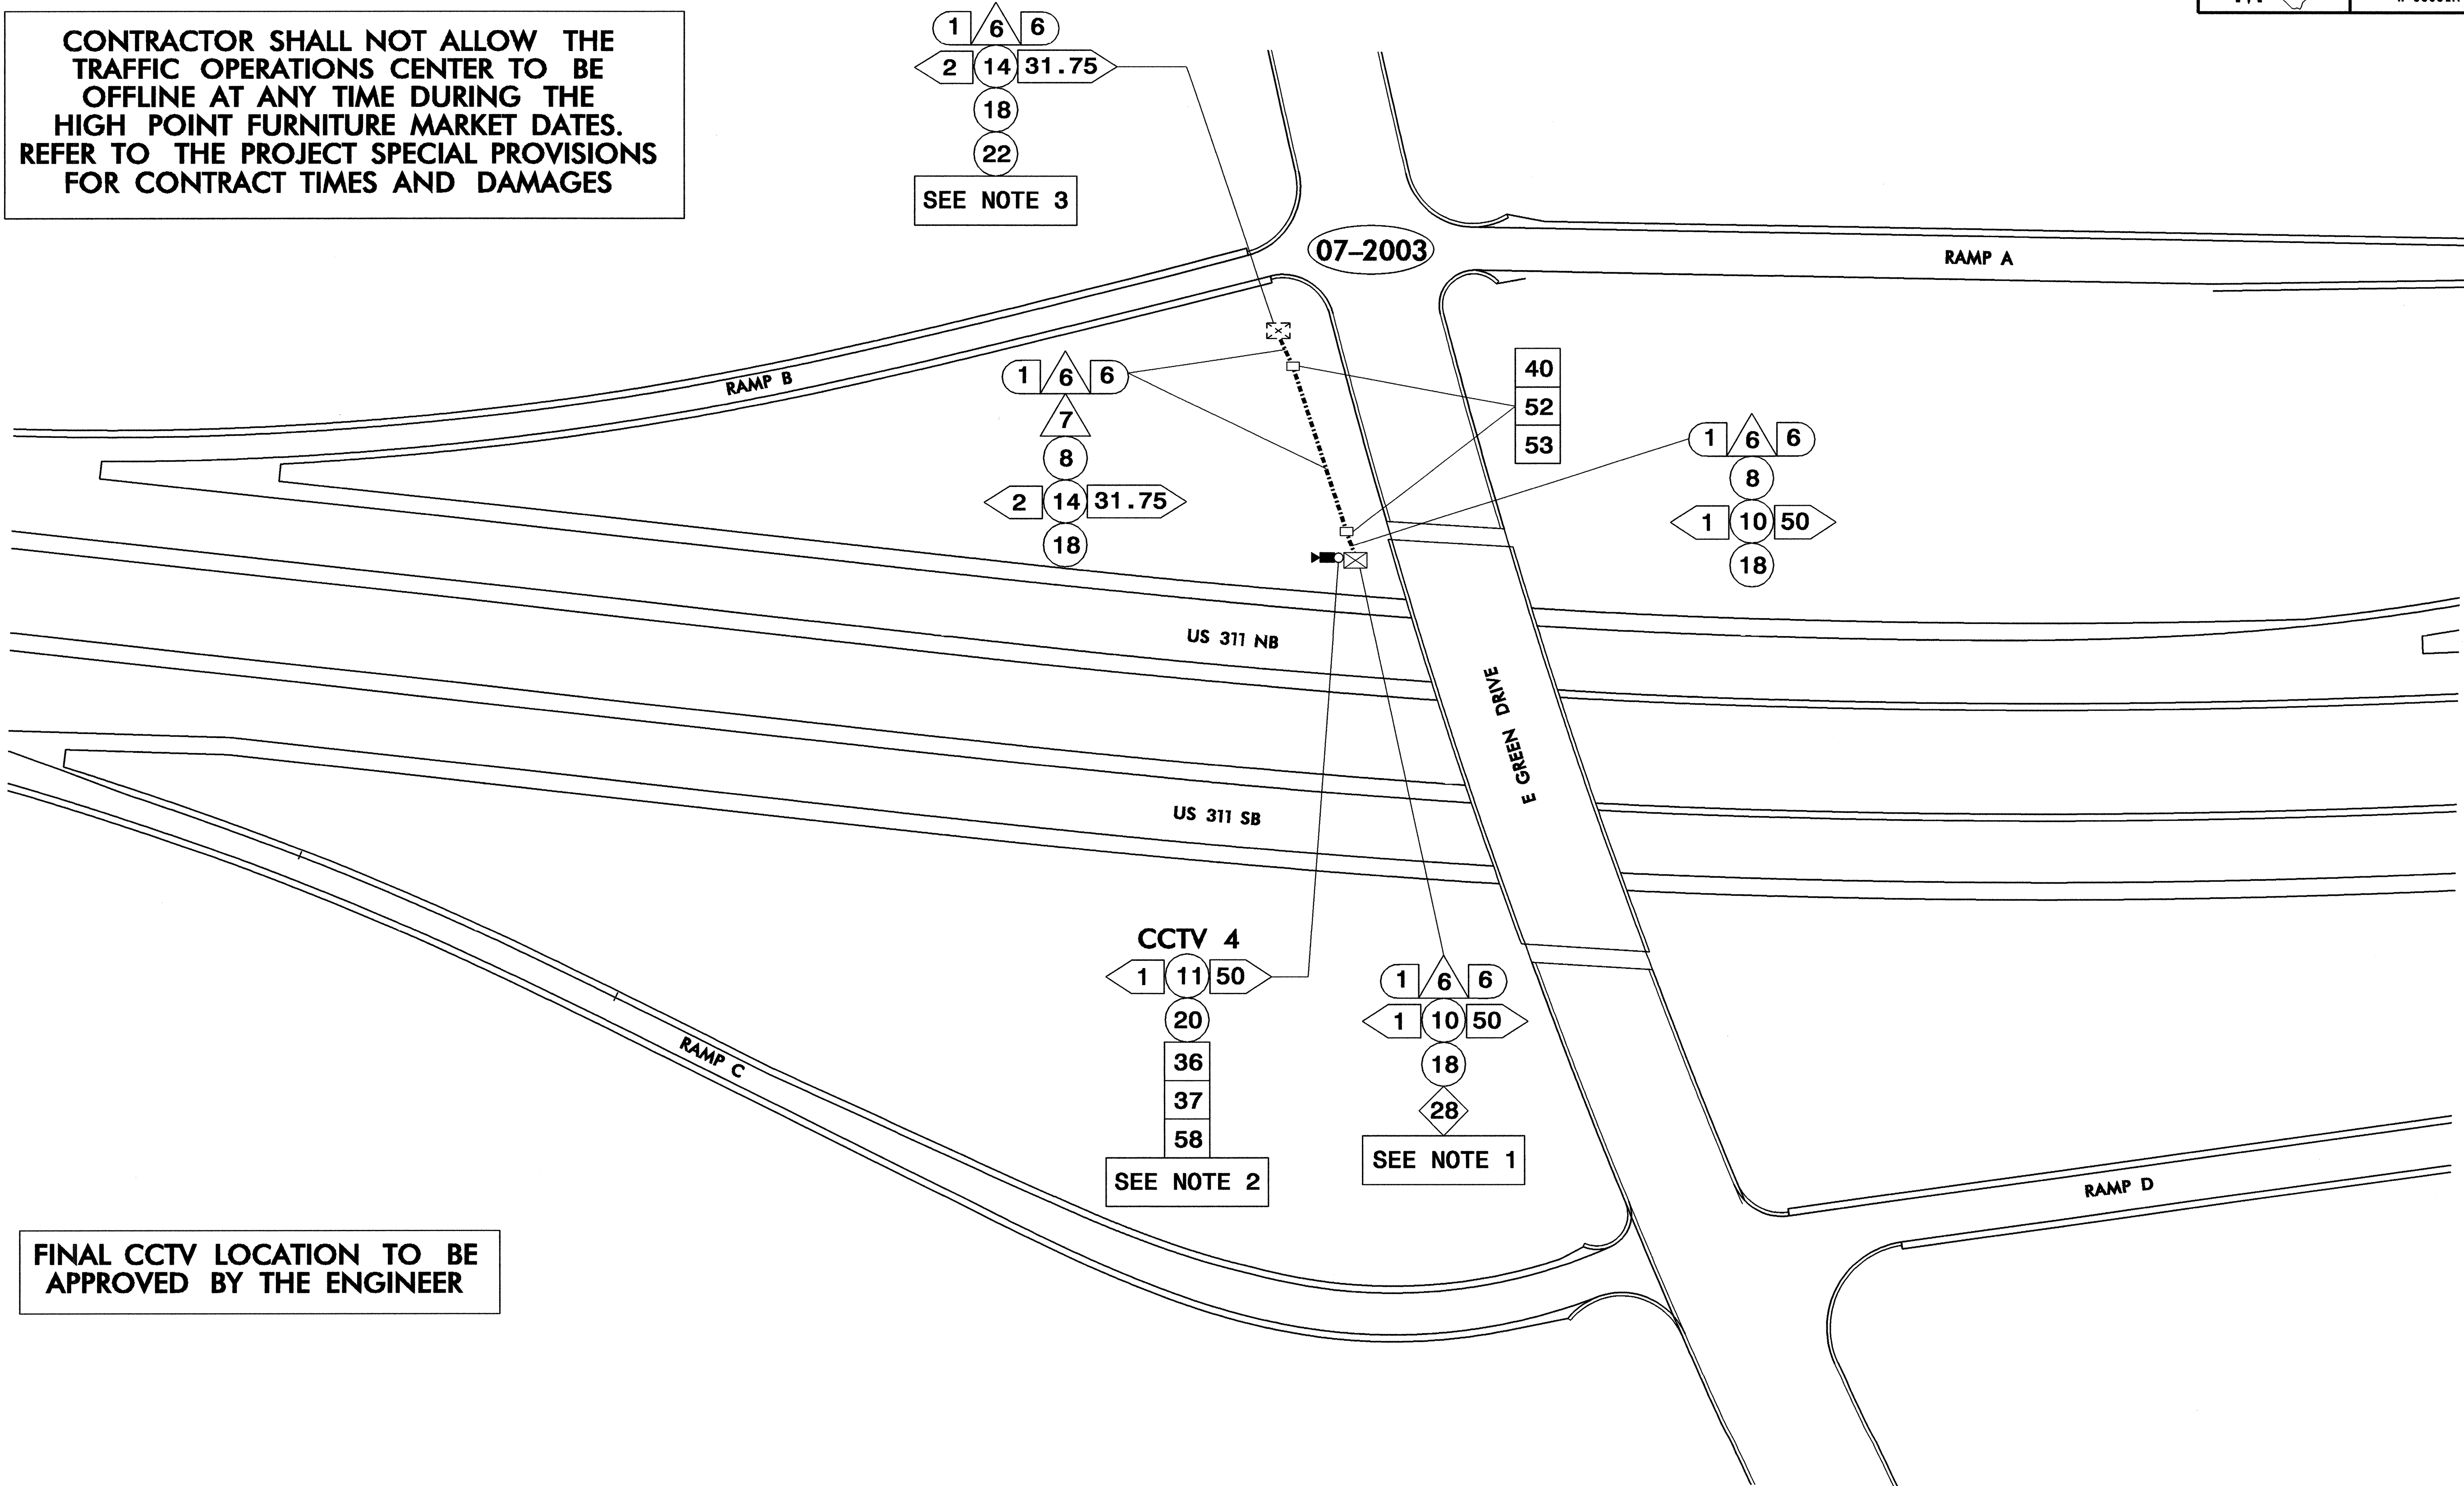 CONTRACTOR SHALL NOT ALLOW THE
TRAFFIC OPERATIONS CENTER TO BE
OFFLINE AT ANY TIME DURING THE
HIGH POINT FURNITURE MARKET DATES.
REFER TO THE PROJECT SPECIAL PROVISIONS
FOR CONTRACT TIMES AND DAMAGES
1 6 6
2 14 31.75
18
22
SEE NOTE 3
07-2003
RAMP A
RAMP B
1 6 6
7
8
2 14 31.75
18
40
52
53
1 6 6
8
1 10 50
18
US 311 NB
E GREEN DRIVE
US 311 SB
CCTV 4
1 11 50
20
36
37
58
SEE NOTE 2
1 6 6
1 10 50
18
28
SEE NOTE 1
RAMP C
RAMP D
FINAL CCTV LOCATION TO BE
APPROVED BY THE ENGINEER